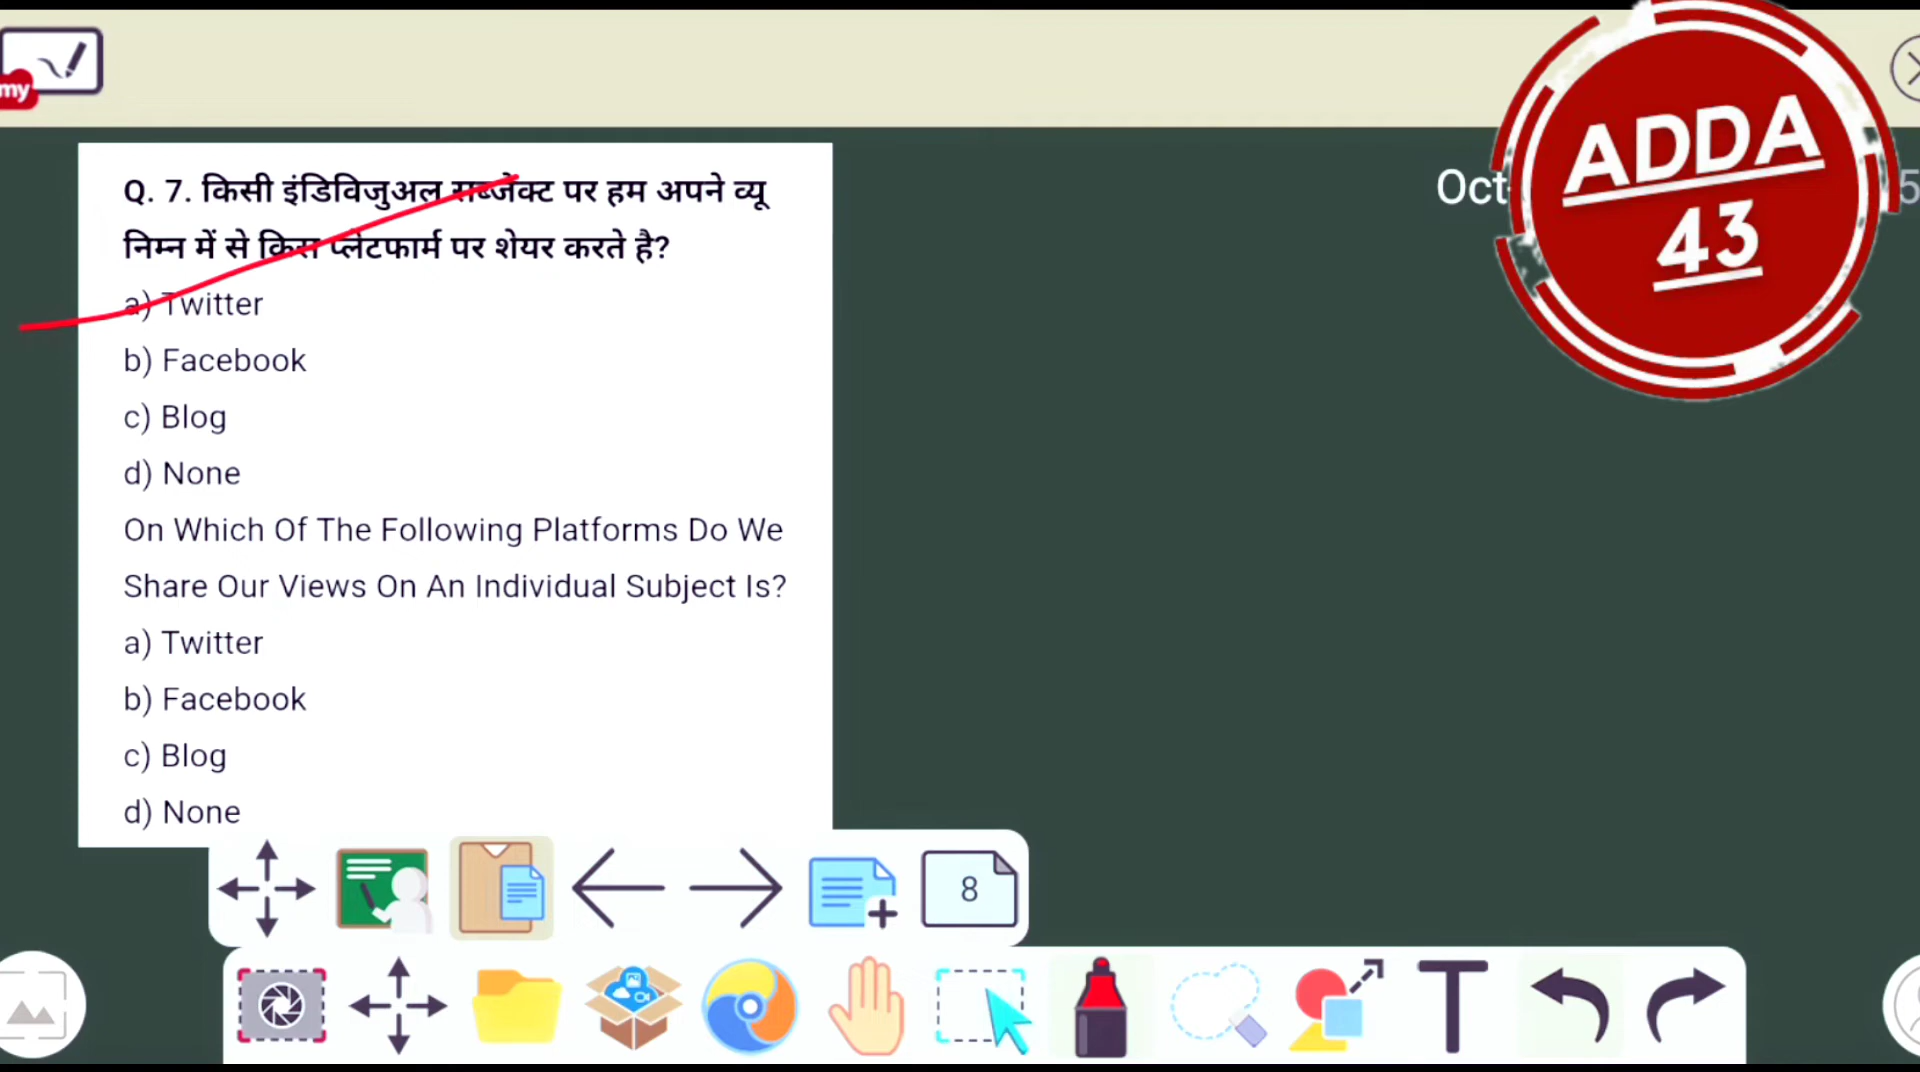 my
Oct
5
ADDA
43
Q. 7. किसी इंडिविजुअल सब्जेक्ट पर हम अपने व्यू
निम्न में से किस प्लेटफार्म पर शेयर करते है?
a) Twitter
b) Facebook
c) Blog
d) None
On Which Of The Following Platforms Do We
Share Our Views On An Individual Subject Is?
a) Twitter
b) Facebook
c) Blog
d) None
8